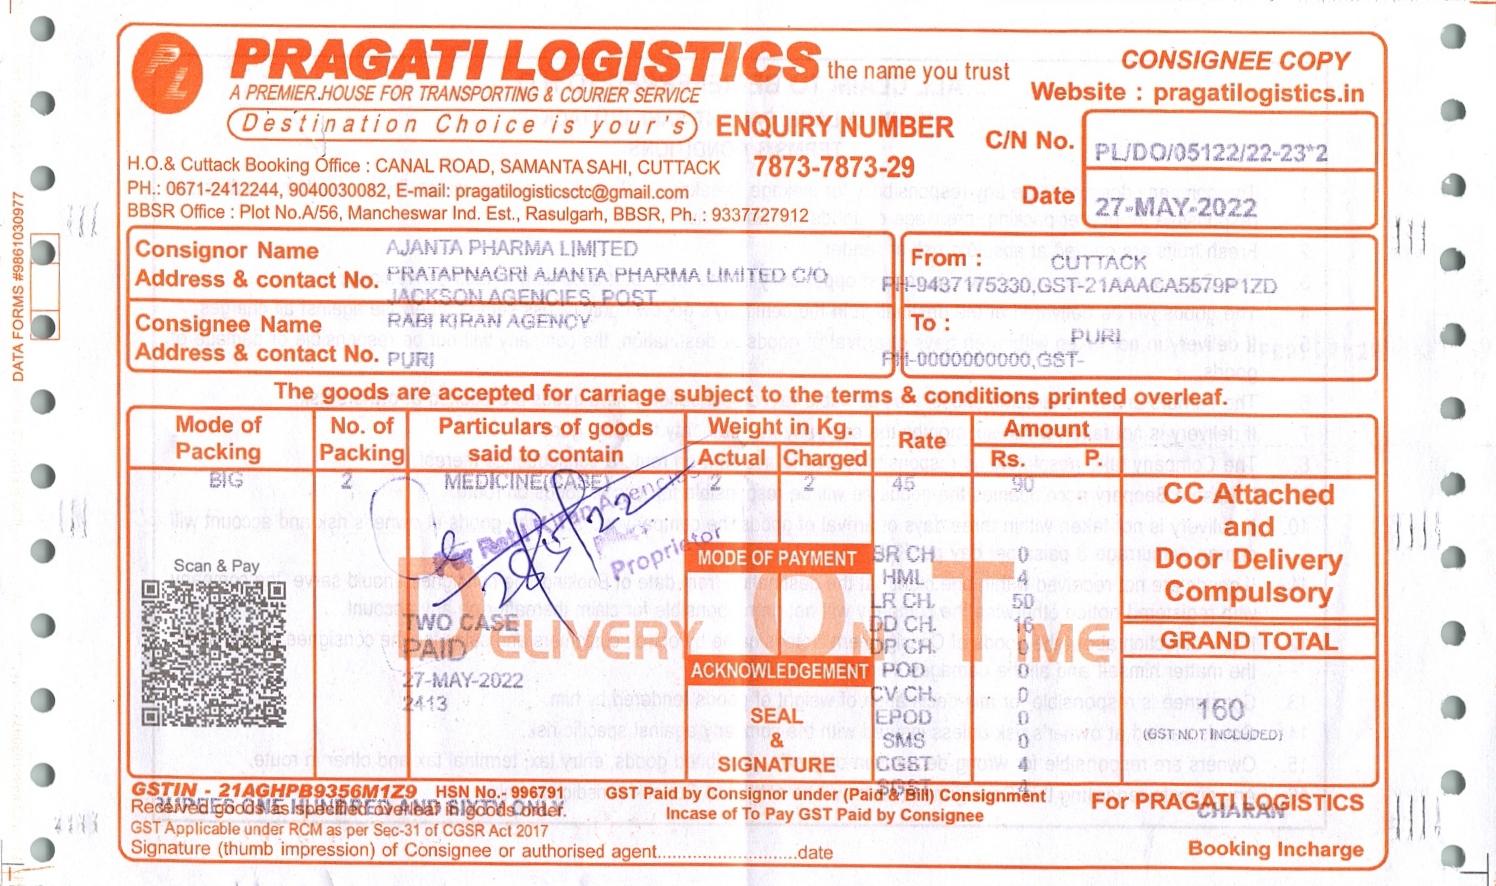 PL
PRAGATI LOGISTICS the name you trust
A PREMIER.HOUSE FOR TRANSPORTING & COURIER SERVICE
Destination Choice is your's
CONSIGNEE COPY
Website : pragatilogistics.in
ENQUIRY NUMBER
7873-7873-29
C/N No. PL/DO/05122/22-23*2
Date 27-MAY-2022
H.O.& Cuttack Booking Office : CANAL ROAD, SAMANTA SAHI, CUTTACK
PH.: 0671-2412244, 9040030082, E-mail: pragatilogisticsctc@gmail.com
BBSR Office : Plot No.A/56, Mancheswar Ind. Est., Rasulgarh, BBSR, Ph. : 9337727912
DATA FORMS #9861030977
Consignor Name AJANTA PHARMA LIMITED
Address & contact No. PRATAPNAGRI AJANTA PHARMA LIMITED C/O
JACKSON AGENCIES, POST
From : CUTTACK
PH-9437175330,GST-21AAACA5579P1ZD
Consignee Name RABI KIRAN AGENCY
Address & contact No. PURI
To : PURI
PH-0000000000,GST-
The goods are accepted for carriage subject to the terms & conditions printed overleaf.
Mode of Packing No. of Packing Particulars of goods said to contain Weight in Kg. Actual Charged Rate Amount Rs. P.
BIG 2 MEDICINE(CASE) 2 2 45 90
CC Attached
and
Door Delivery
Compulsory
GRAND TOTAL
160
(GST NOT INCLUDED)
Scan & Pay
Agencies
Proprietor
TWO CASE
PAID
27-MAY-2022
2413
DELIVERY ON TIME
MODE OF PAYMENT
ACKNOWLEDGEMENT
SEAL
&
SIGNATURE
SR CH 0
HML 4
LR CH. 50
DD CH. 16
DP CH. 0
POD 0
CV CH. 0
EPOD 0
SMS 0
CGST 4
SGST 4
GSTIN - 21AGHPB9356M1Z9 HSN No.- 996791
Received goods as specified overleaf in goods order.
RUPEES ONE HUNDRED AND SIXTY ONLY.
GST Applicable under RCM as per Sec-31 of CGSR Act 2017
Signature (thumb impression) of Consignee or authorised agent..............................date
GST Paid by Consignor under (Paid & Bill) Consignment
Incase of To Pay GST Paid by Consignee
For PRAGATI LOGISTICS
CHARAN
Booking Incharge